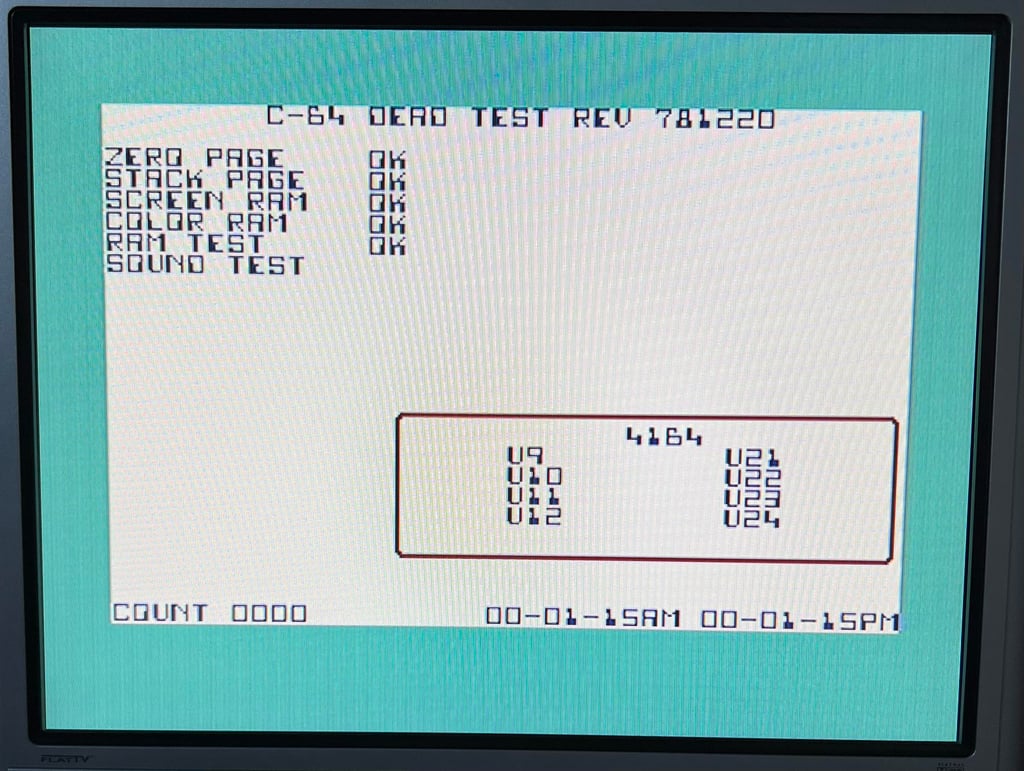 C-64 DEAD TEST REV 781220
ZERO PAGE OK
STACK PAGE OK
SCREEN RAM OK
COLOR RAM OK
RAM TEST OK
SOUND TEST
4164
U9 U21
U10 U22
U11 U23
U12 U24
COUNT 0000 00-01-15AM 00-01-15PM
FLATTV